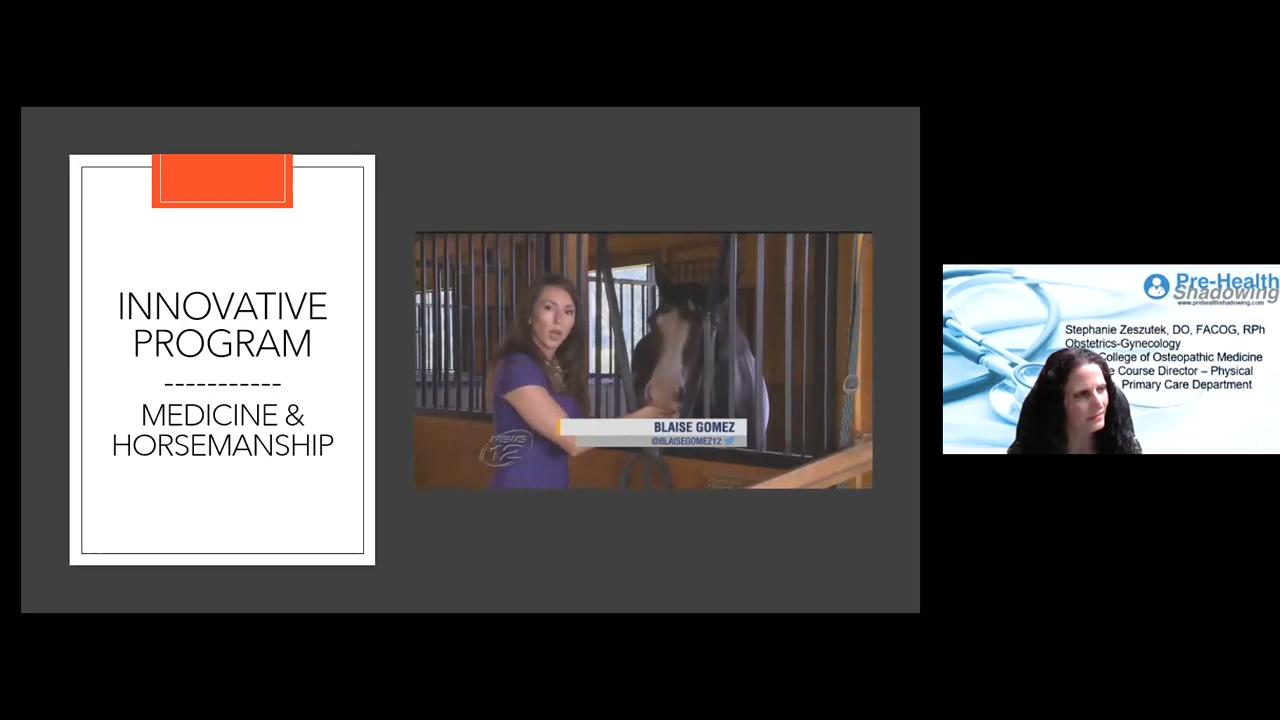 INNOVATIVE
PROGRAM
-----------
MEDICINE &
HORSEMANSHIP
NEWS
12
BLAISE GOMEZ
@BLAISEGOMEZ12
Pre-Health
Shadowing
www.prehealthshadowing.com
Stephanie Zeszutek, DO, FACOG, RPh
Obstetrics-Gynecology
College of Osteopathic Medicine
Course Director – Physical
Primary Care Department